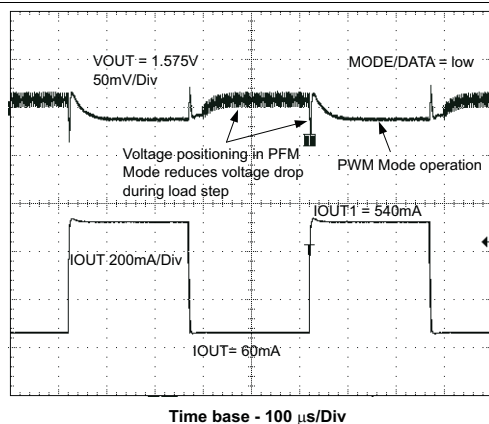 VOUT = 1.575V
50mV/Div
MODE/DATA = low
Voltage positioning in PFM
Mode reduces voltage drop
during load step
PWM Mode operation
IOUT1 = 540mA
IOUT 200mA/Div
IOUT= 60mA
Time base - 100 μs/Div